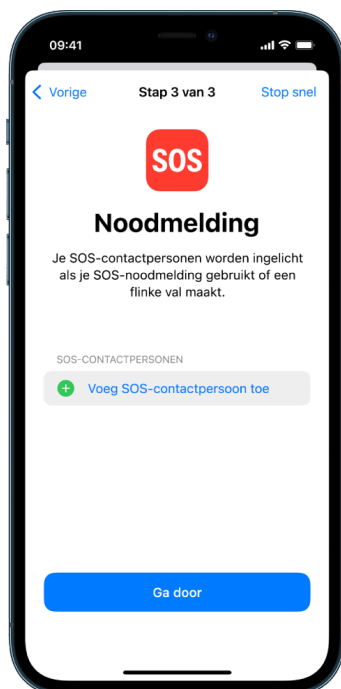 09:41
Vorige
Stap 3 van 3
Stop snel
SOS
Noodmelding
Je SOS-contactpersonen worden ingelicht
als je SOS-noodmelding gebruikt of een
flinke val maakt.
SOS-CONTACTPERSONEN
Voeg SOS-contactpersoon toe
Ga door